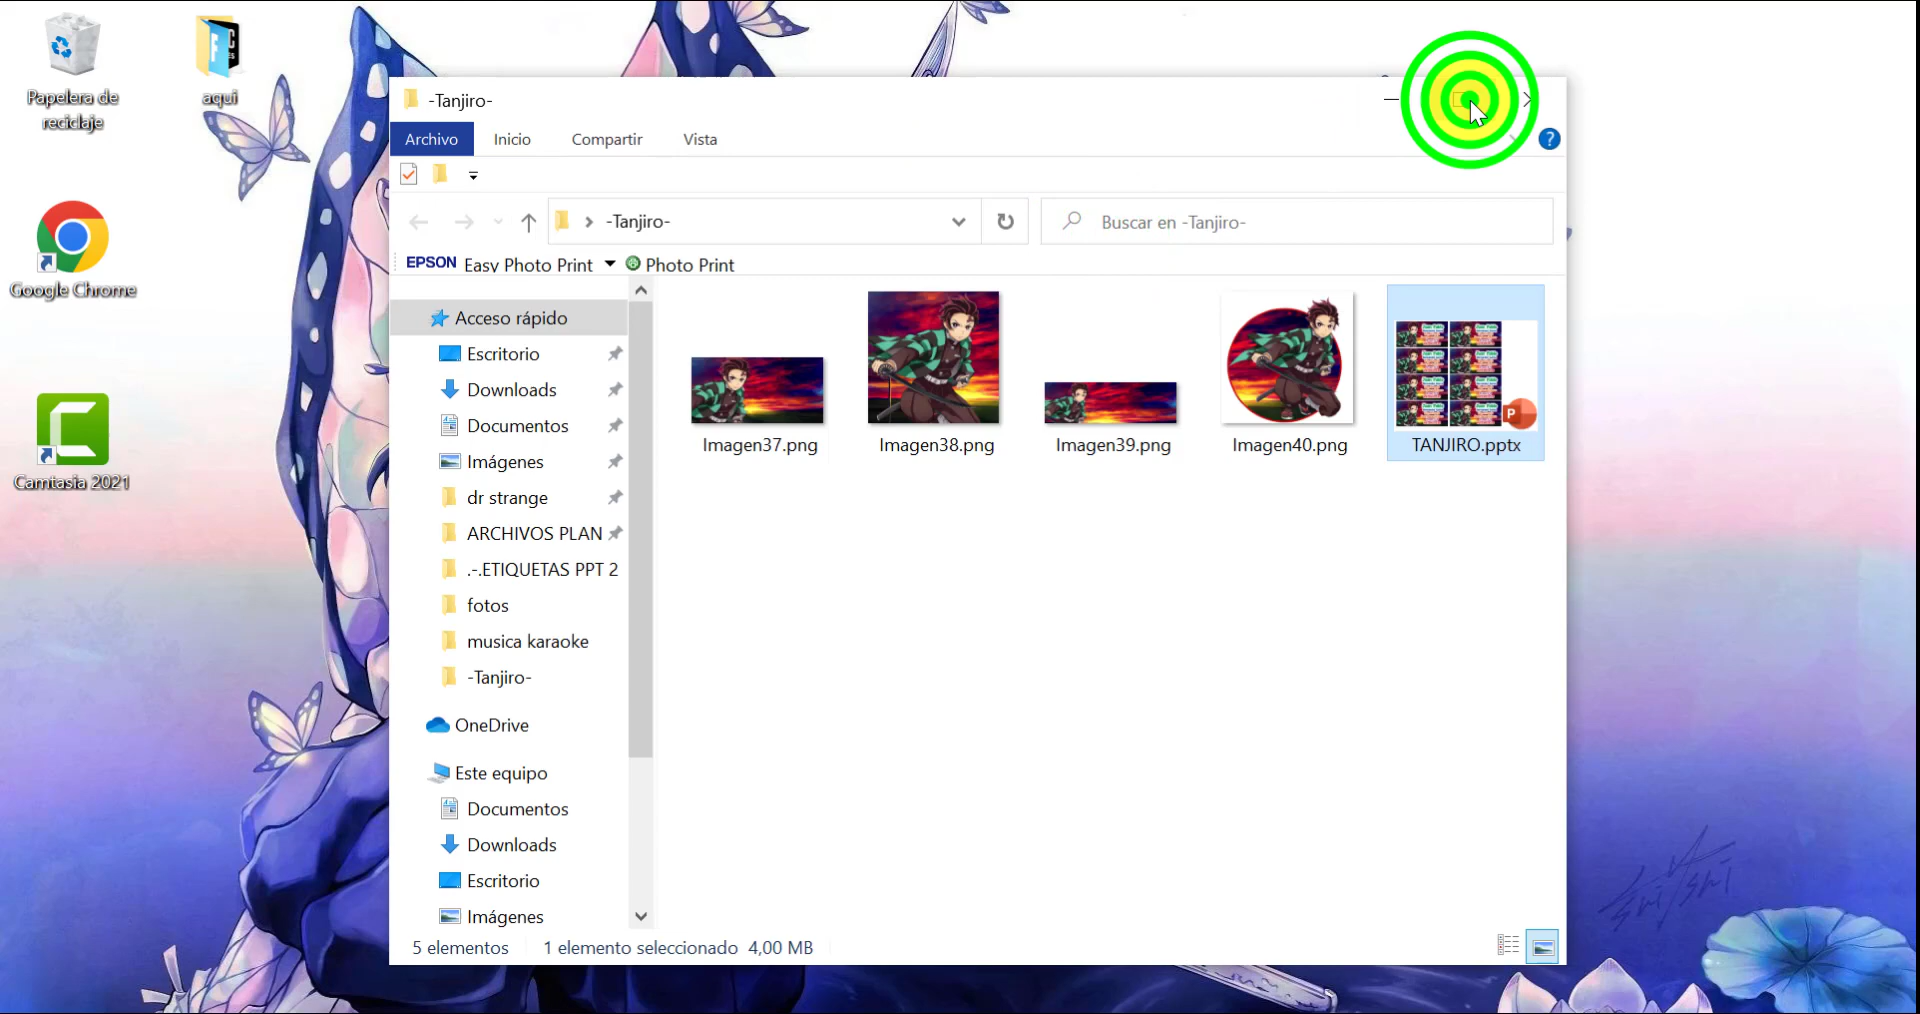 Papelera de
reciclaje
aqui
Google Chrome
Camtasia 2021
-Tanjiro-
Archivo
Inicio
Compartir
Vista
?
-Tanjiro-
Buscar en -Tanjiro-
EPSON Easy Photo Print
Photo Print
Acceso rápido
Escritorio
Downloads
Documentos
Imágenes
dr strange
ARCHIVOS PLAN
.-.ETIQUETAS PPT 2
fotos
musica karaoke
-Tanjiro-
OneDrive
Este equipo
Documentos
Downloads
Escritorio
Imágenes
Imagen37.png
Imagen38.png
Imagen39.png
Imagen40.png
P
TANJIRO.pptx
5 elementos
1 elemento seleccionado 4,00 MB